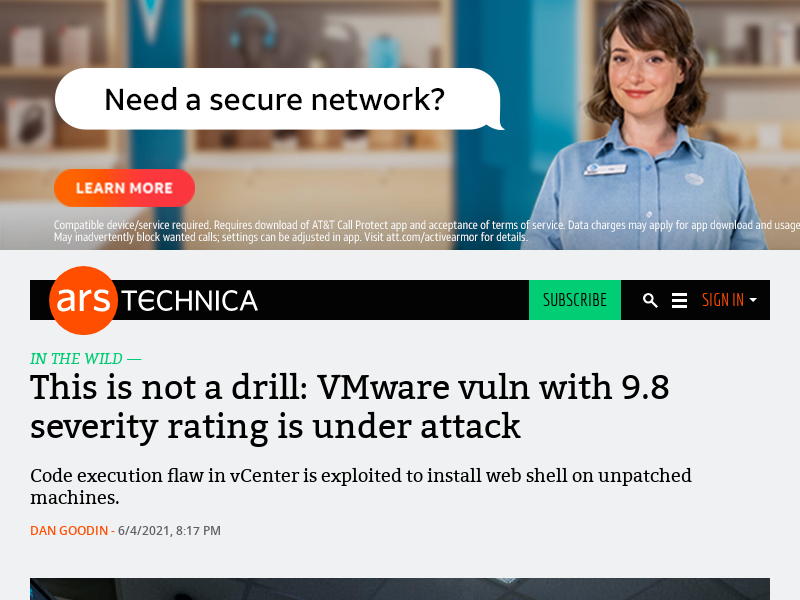 Need a secure network?
LEARN MORE
Compatible device/service required. Requires download of AT&T Call Protect app and acceptance of terms of service. Data charges may apply for app download and usage
May inadvertently block wanted calls; settings can be adjusted in app. Visit att.com/activearmor for details.
ars TECHNICA
SUBSCRIBE
SIGN IN
IN THE WILD —
This is not a drill: VMware vuln with 9.8
severity rating is under attack
Code execution flaw in vCenter is exploited to install web shell on unpatched
machines.
DAN GOODIN - 6/4/2021, 8:17 PM